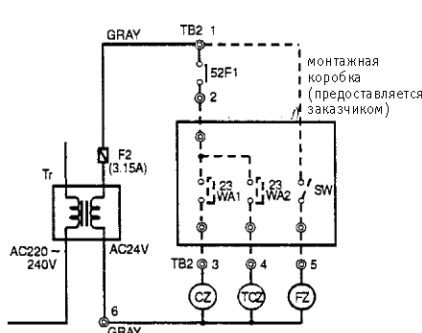 GRAY
TB2 1
52F1
2
монтажная
коробка
(предоставляется
заказчиком)
F2
(3.15A)
Tr
AC220 ~
240V
AC24V
23
WA1
23
WA2
SW
TB2 3
4
5
CZ
TCZ
FZ
6
GRAY